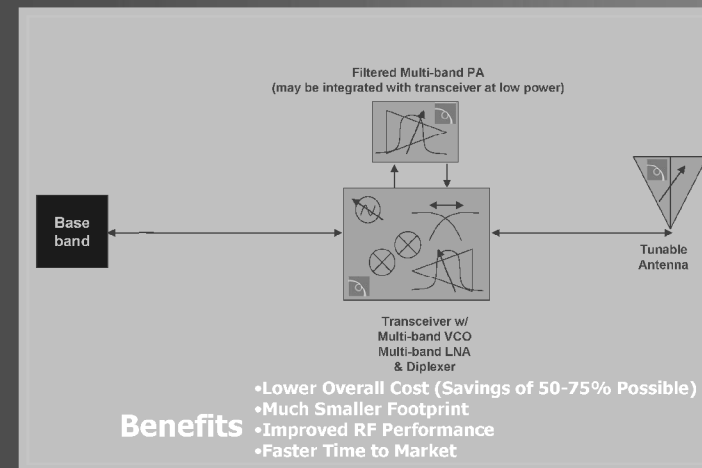 Filtered Multi-band PA
(may be integrated with transceiver at low power)
Base
band
Tunable
Antenna
Transceiver w/
Multi-band VCO
Multi-band LNA
& Diplexer
Benefits
•Lower Overall Cost (Savings of 50-75% Possible)
•Much Smaller Footprint
•Improved RF Performance
•Faster Time to Market